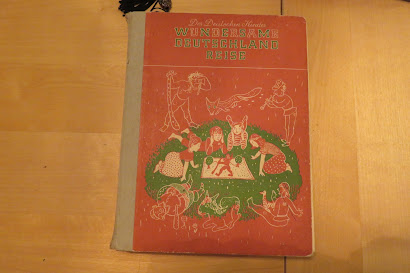 Des Deutschen Kindes
WUNDERSAME
DEUTSCHLAND
REISE